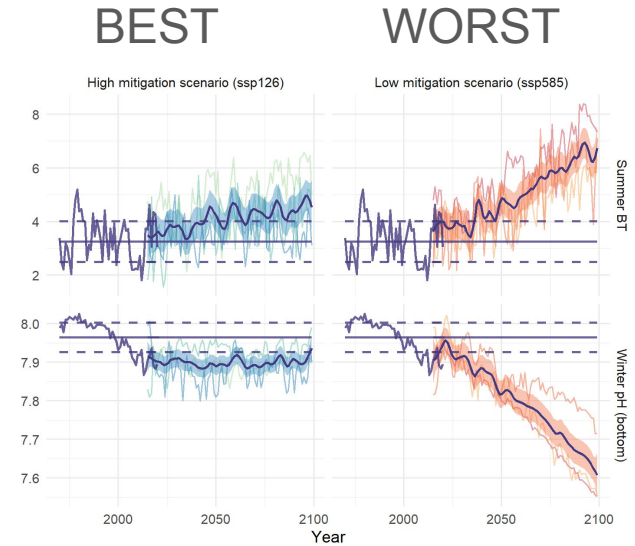 BEST WORST
High mitigation scenario (ssp126) Low mitigation scenario (ssp585)
8
6
4
2
Summer BT
8.0
7.9
7.8
7.7
7.6
Winter pH (bottom)
2000 2050 2100 2000 2050 2100
Year